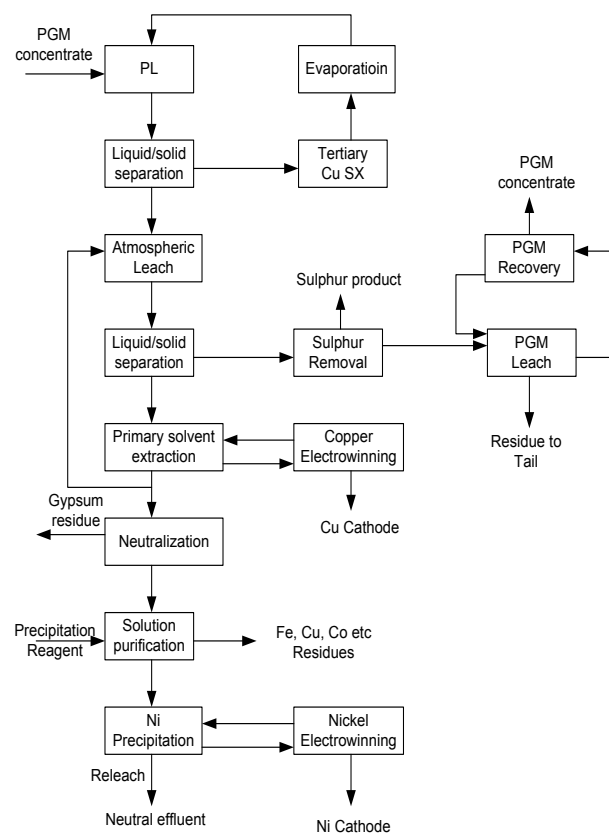 PGM
concentrate
PL
Evaporatioin
Liquid/solid
separation
Tertiary
Cu SX
PGM
concentrate
Atmospheric
Leach
PGM
Recovery
Sulphur product
Liquid/solid
separation
Sulphur
Removal
PGM
Leach
Primary solvent
extraction
Copper
Electrowinning
Residue to
Tail
Gypsum
residue
Cu Cathode
Neutralization
Precipitation
Reagent
Solution
purification
Fe, Cu, Co etc
Residues
Ni
Precipitation
Nickel
Electrowinning
Releach
Neutral effluent
Ni Cathode